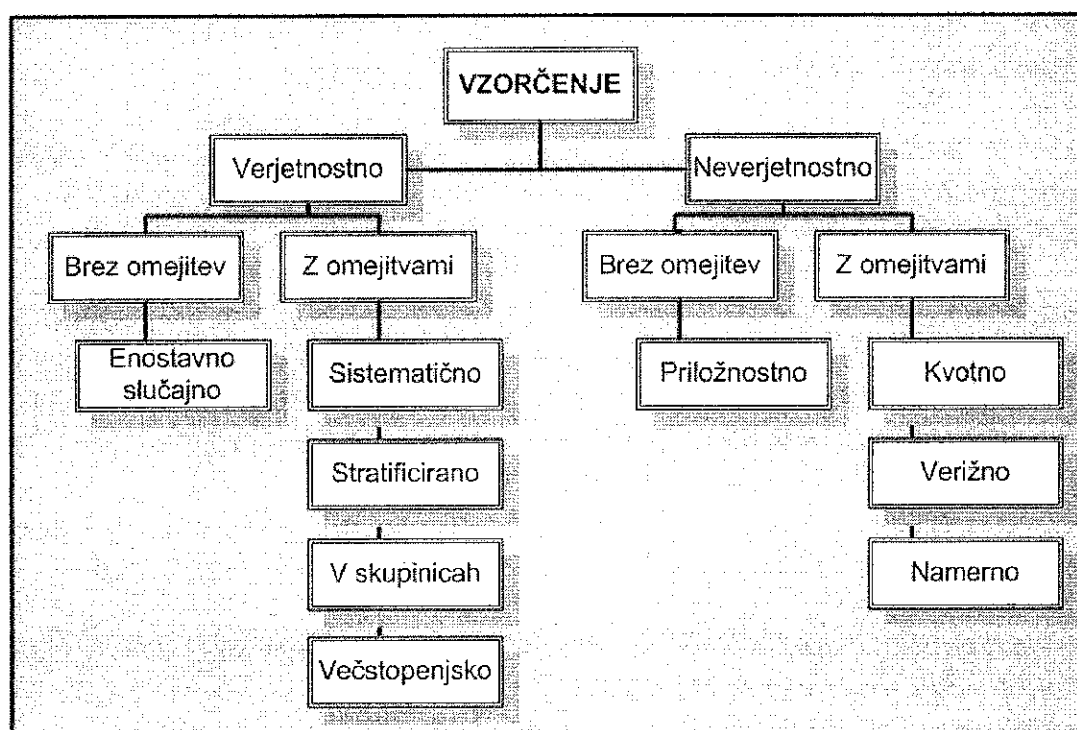 VZORČENJE
Verjetnostno
Neverjetnostno
Brez omejitev
Z omejitvami
Brez omejitev
Z omejitvami
Enostavno
slučajno
Sistematično
Priložnostno
Kvotno
Stratificirano
Verižno
V skupinicah
Namerno
Večstopenjsko